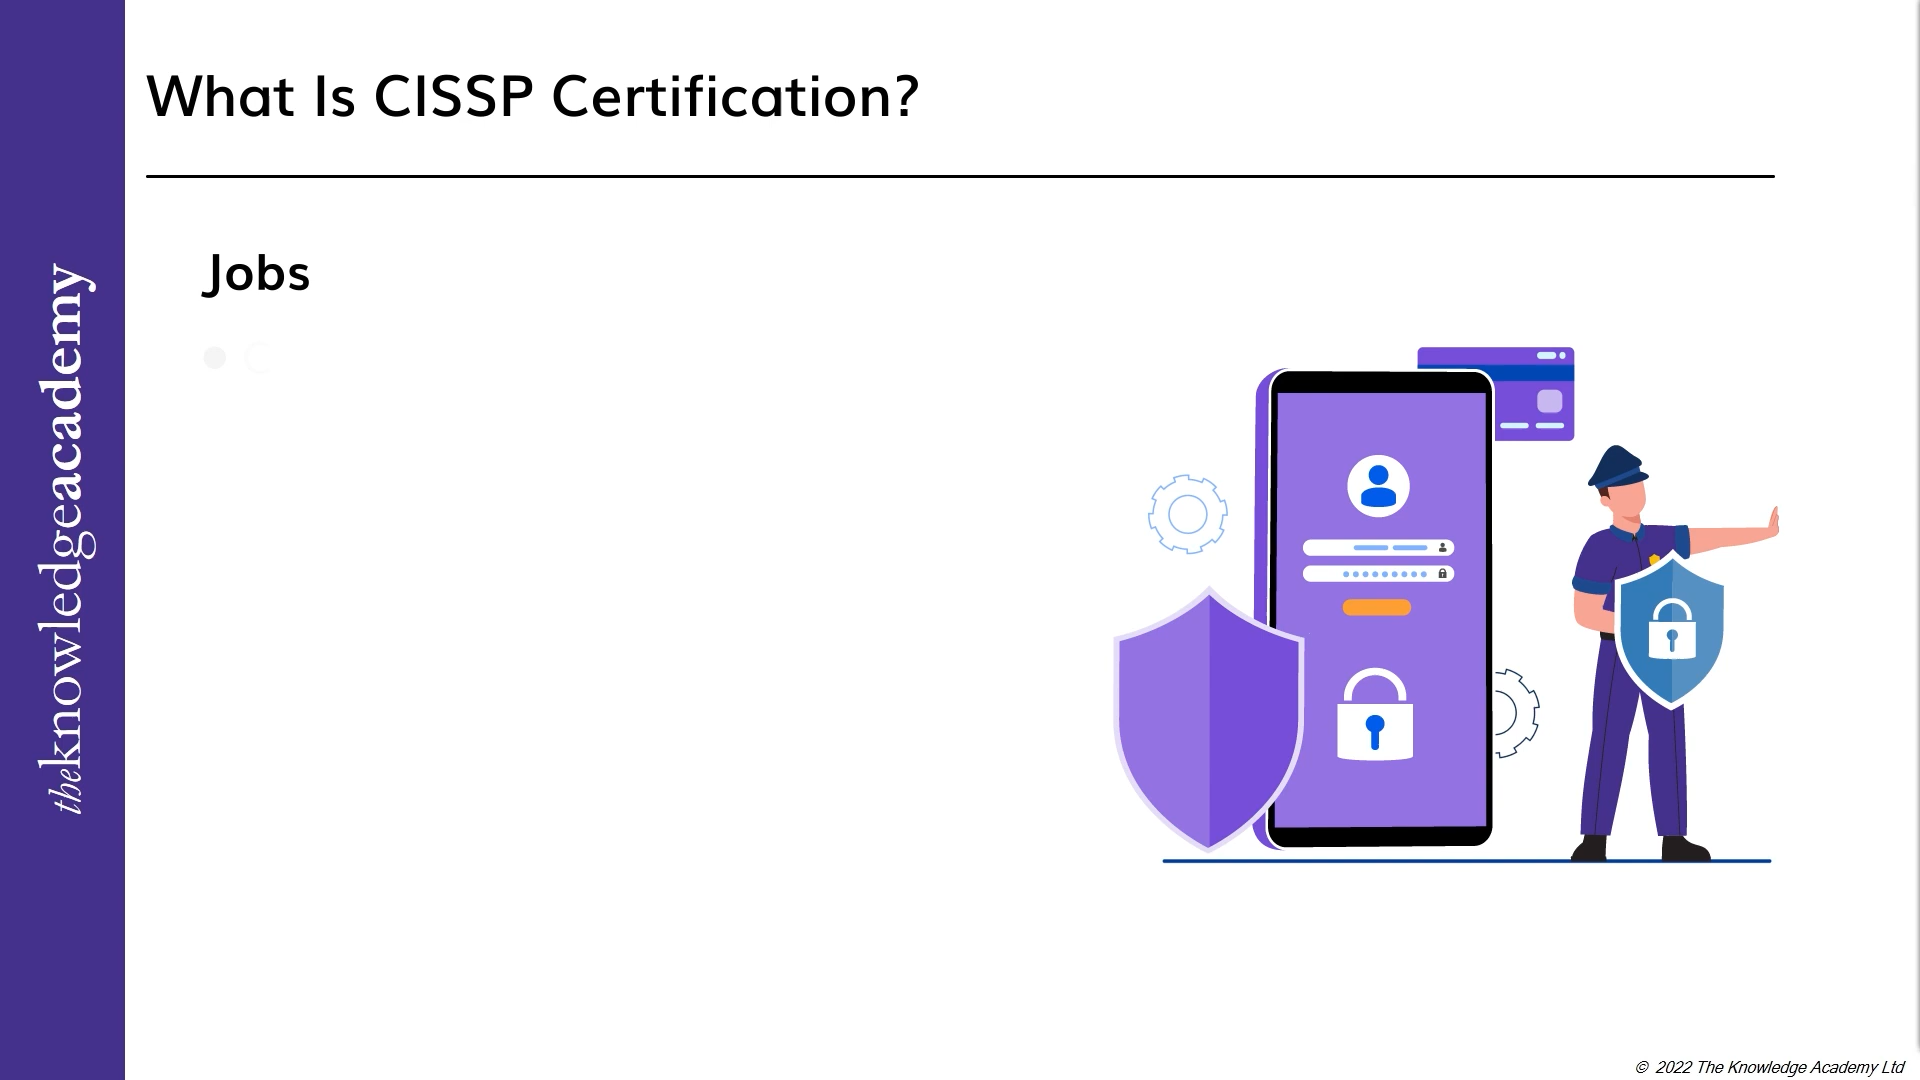 What Is CISSP Certification?
Jobs
theknowledgeacademy
© 2022 The Knowledge Academy Ltd